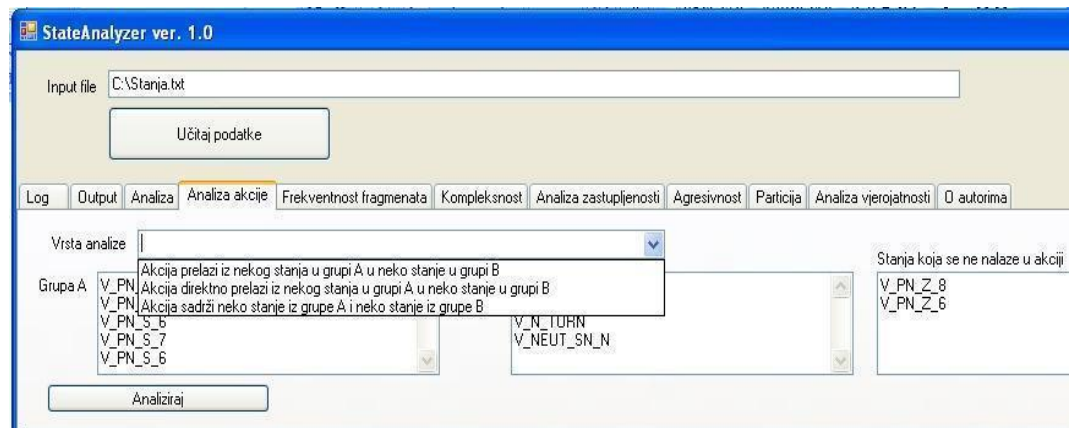 StateAnalyzer ver. 1.0
Input file C:\Stanja.txt
Učitaj podatke
Log Output Analiza Analiza akcije Frekventnost fragmenata Kompleksnost Analiza zastupljenosti Agresivnost Particija Analiza vjerojatnosti O autorima
Vrsta analize
Akcija prelazi iz nekog stanja u grupi A u neko stanje u grupi B
Akcija direktno prelazi iz nekog stanja u grupi A u neko stanje u grupi B
Akcija sadrži neko stanje iz grupe A i neko stanje iz grupe B
Stanja koja se ne nalaze u akciji
Grupa A
V_PN_S_6
V_PN_S_7
V_PN_S_6
V_N_TURN
V_NEUT_SN_N
V_PN_Z_8
V_PN_Z_6
Analiziraj